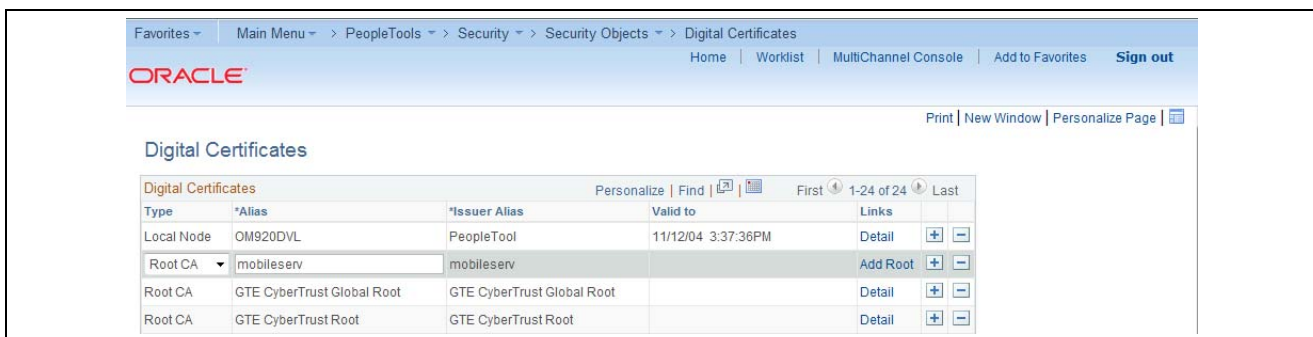 Favorites Main Menu > PeopleTools > Security > Security Objects > Digital Certificates
Home | Worklist | MultiChannel Console | Add to Favorites Sign out
ORACLE
Print | New Window | Personalize Page |
Digital Certificates
Digital Certificates Personalize | Find | | First 1-24 of 24 Last
Type *Alias *Issuer Alias Valid to Links
Local Node OM920DVL PeopleTool 11/12/04 3:37:36PM Detail + -
Root CA mobileserv mobileserv Add Root + -
Root CA GTE CyberTrust Global Root GTE CyberTrust Global Root Detail + -
Root CA GTE CyberTrust Root GTE CyberTrust Root Detail + -